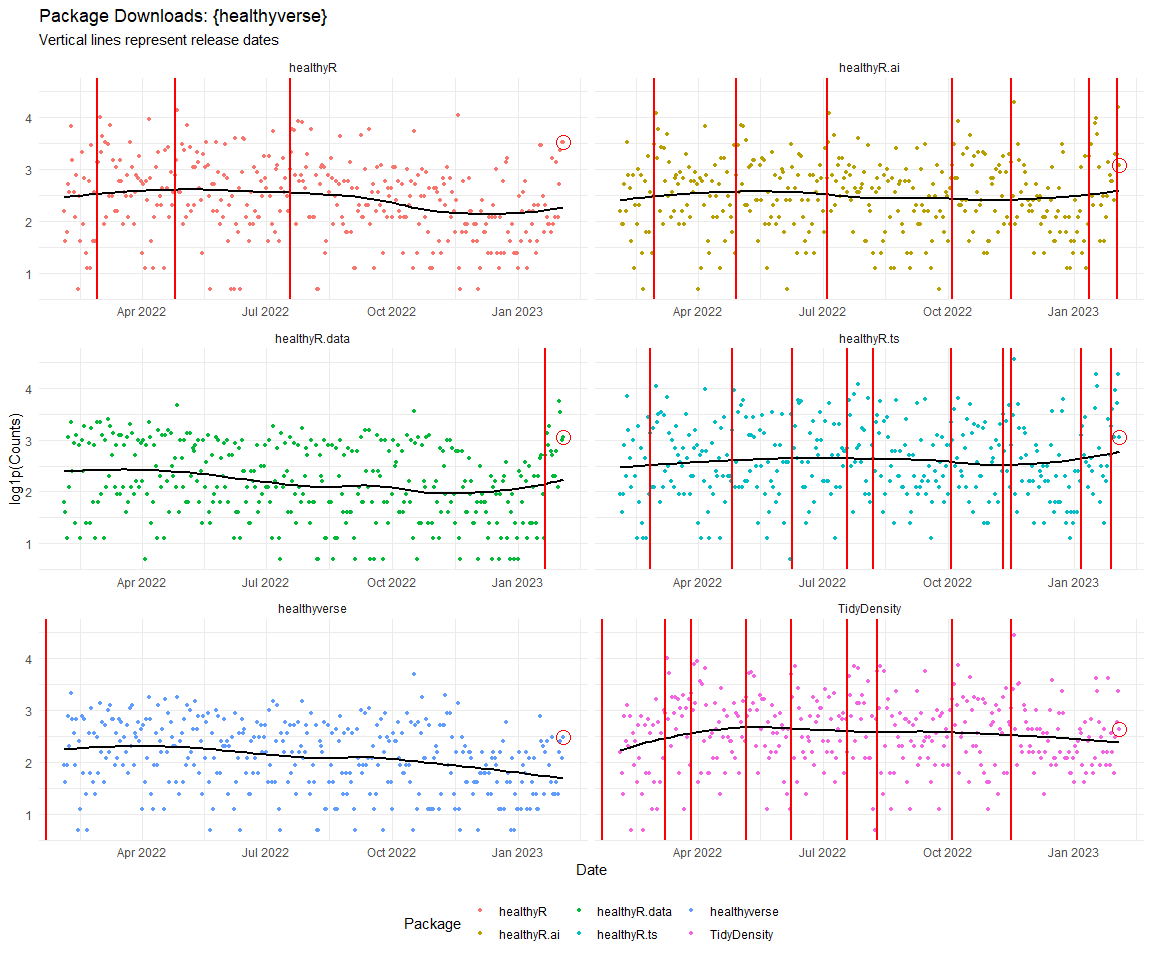 Package Downloads: {healthyverse}
Vertical lines represent release dates
healthyR
healthyR.ai
4
3
2
1
Apr 2022 Jul 2022 Oct 2022 Jan 2023
Apr 2022 Jul 2022 Oct 2022 Jan 2023
healthyR.data
healthyR.ts
4
3
2
1
log1p(Counts)
Apr 2022 Jul 2022 Oct 2022 Jan 2023
Apr 2022 Jul 2022 Oct 2022 Jan 2023
healthyverse
TidyDensity
4
3
2
1
Apr 2022 Jul 2022 Oct 2022 Jan 2023
Apr 2022 Jul 2022 Oct 2022 Jan 2023
Date
Package
healthyR healthyR.data healthyverse
healthyR.ai healthyR.ts TidyDensity